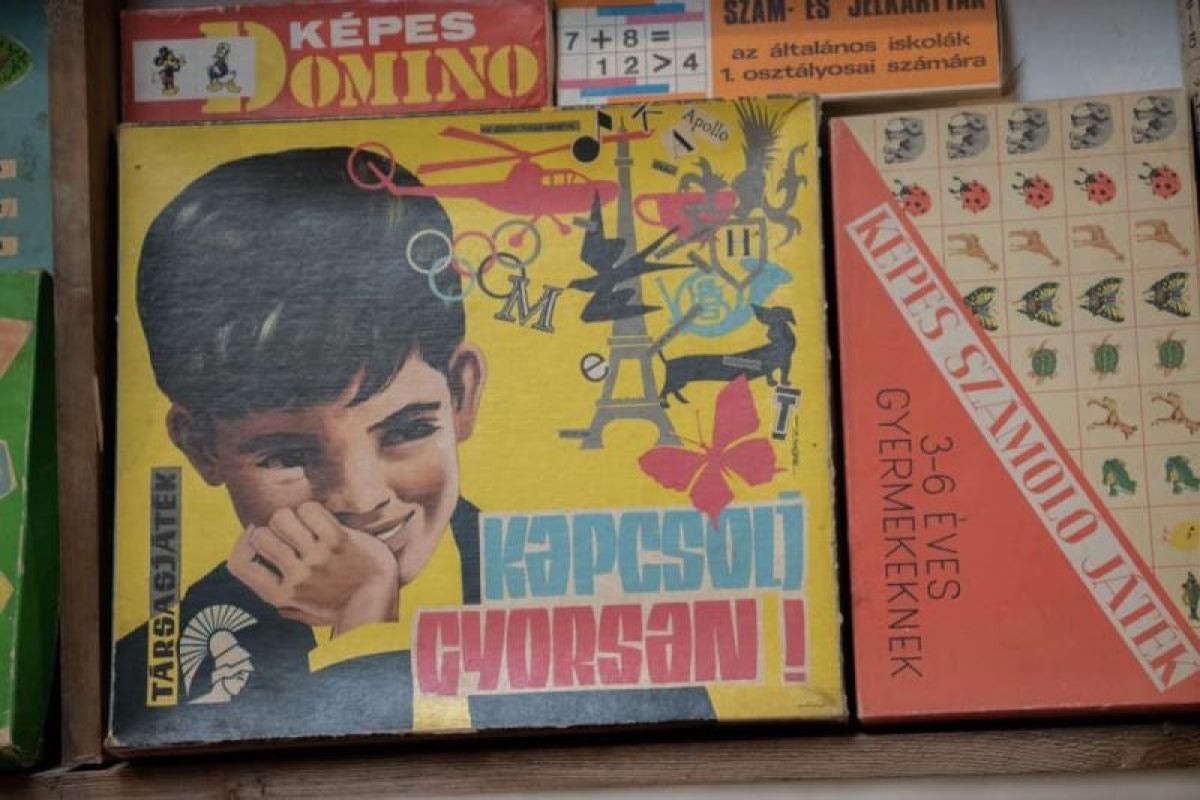 KÉPES
DOMINO
SZÁM- ÉS JELKÁRTYÁK
az általános iskolák
1. osztályosai számára
7 + 8 =
1 2 > 4
Apollo
H
M
e
T
KAPCSOLJ
GYORSAN!
TÁRSASJÁTÉK
KÉPES SZÁMOLÓ JÁTÉK
3-6 ÉVES
GYERMEKEKNEK